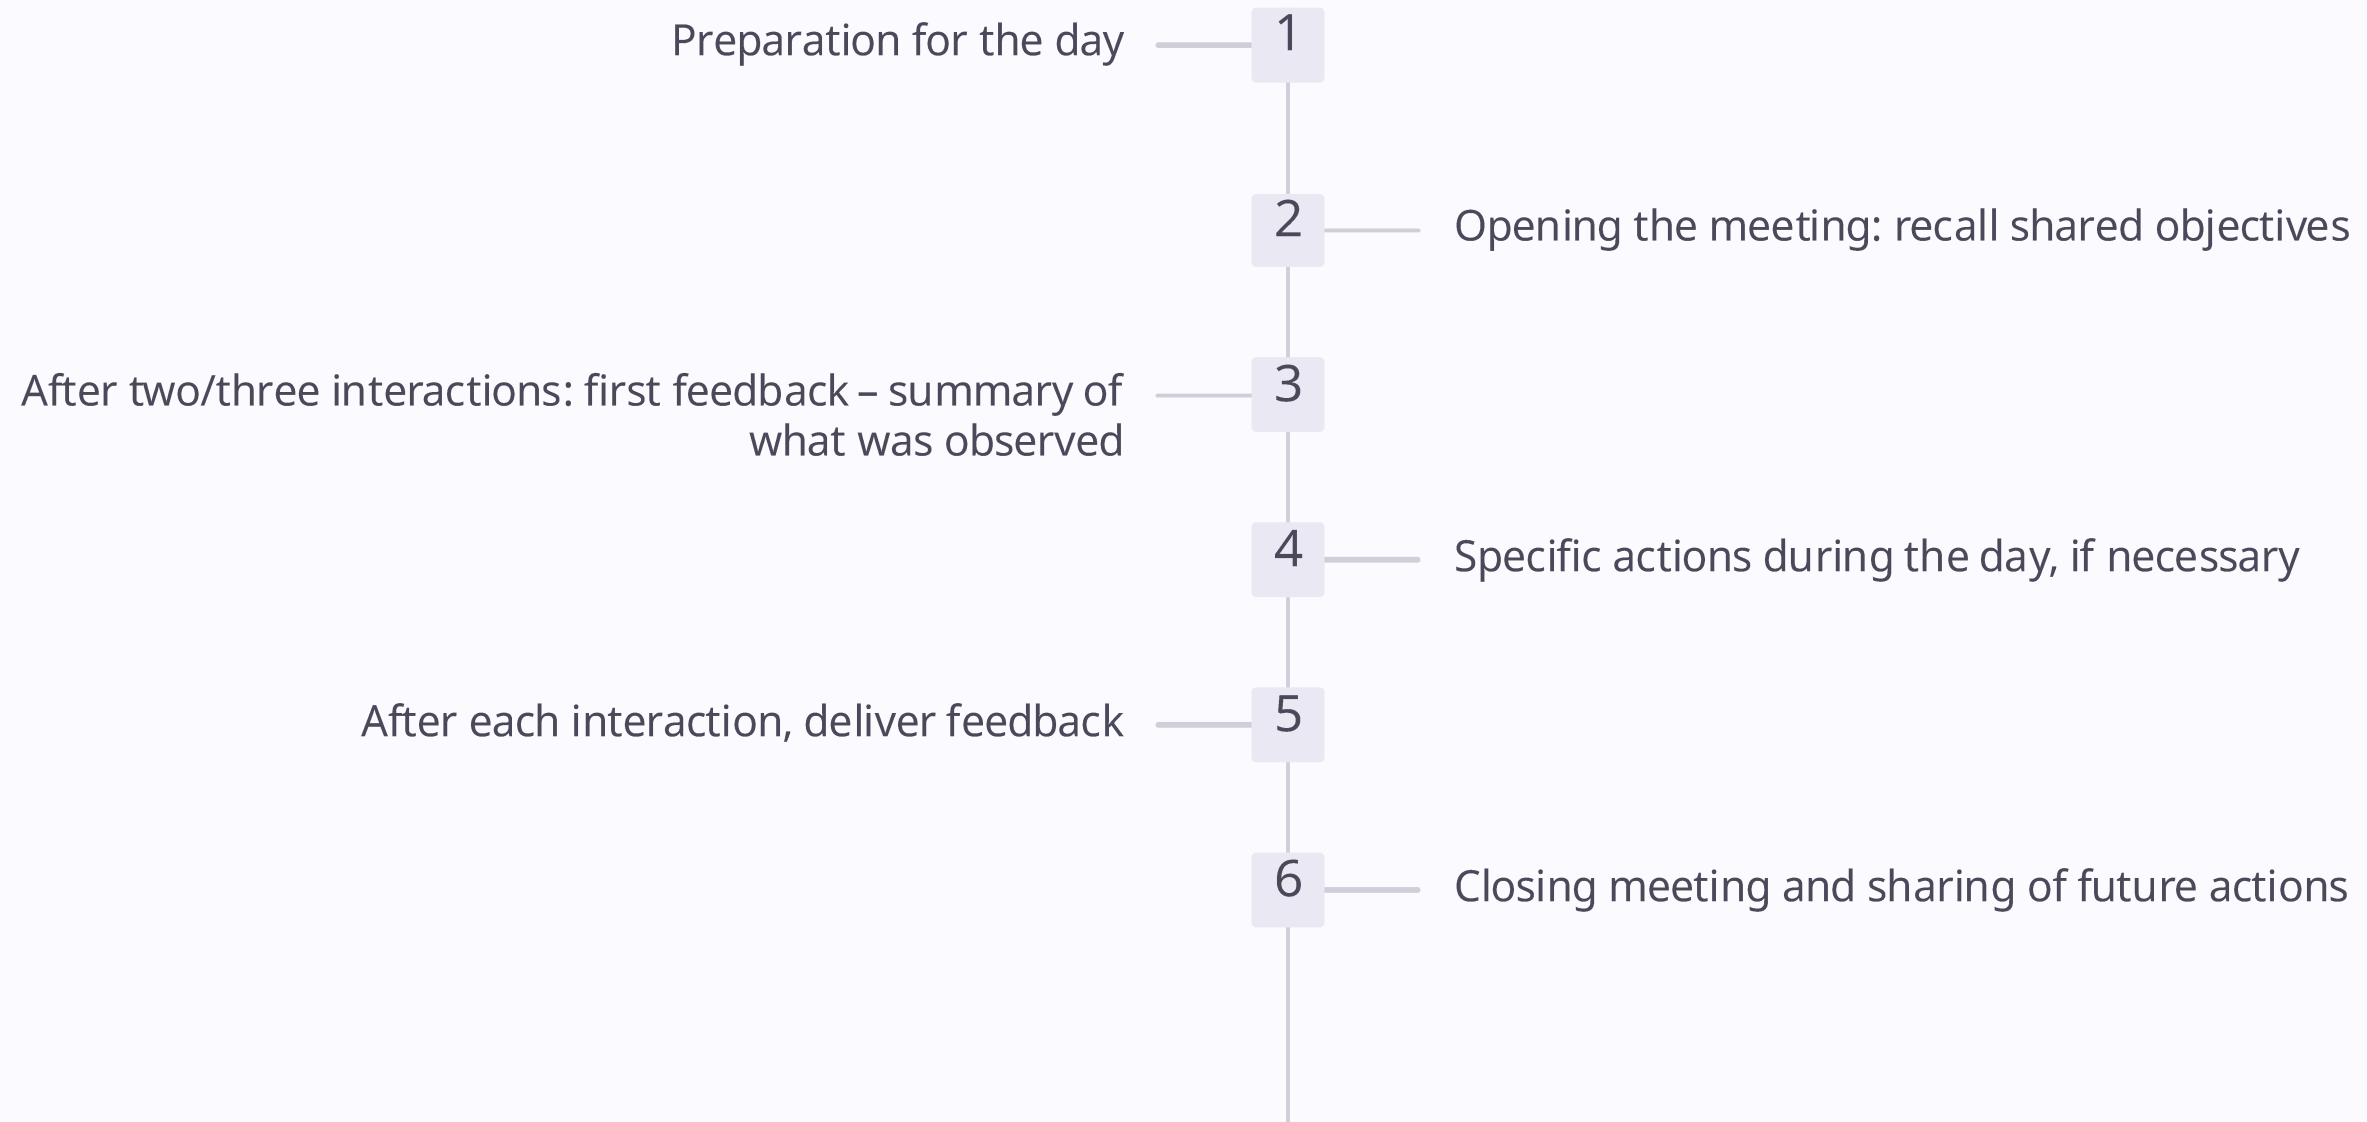 Preparation for the day
1
2
Opening the meeting: recall shared objectives
After two/three interactions: first feedback – summary of
what was observed
3
4
Specific actions during the day, if necessary
After each interaction, deliver feedback
5
6
Closing meeting and sharing of future actions